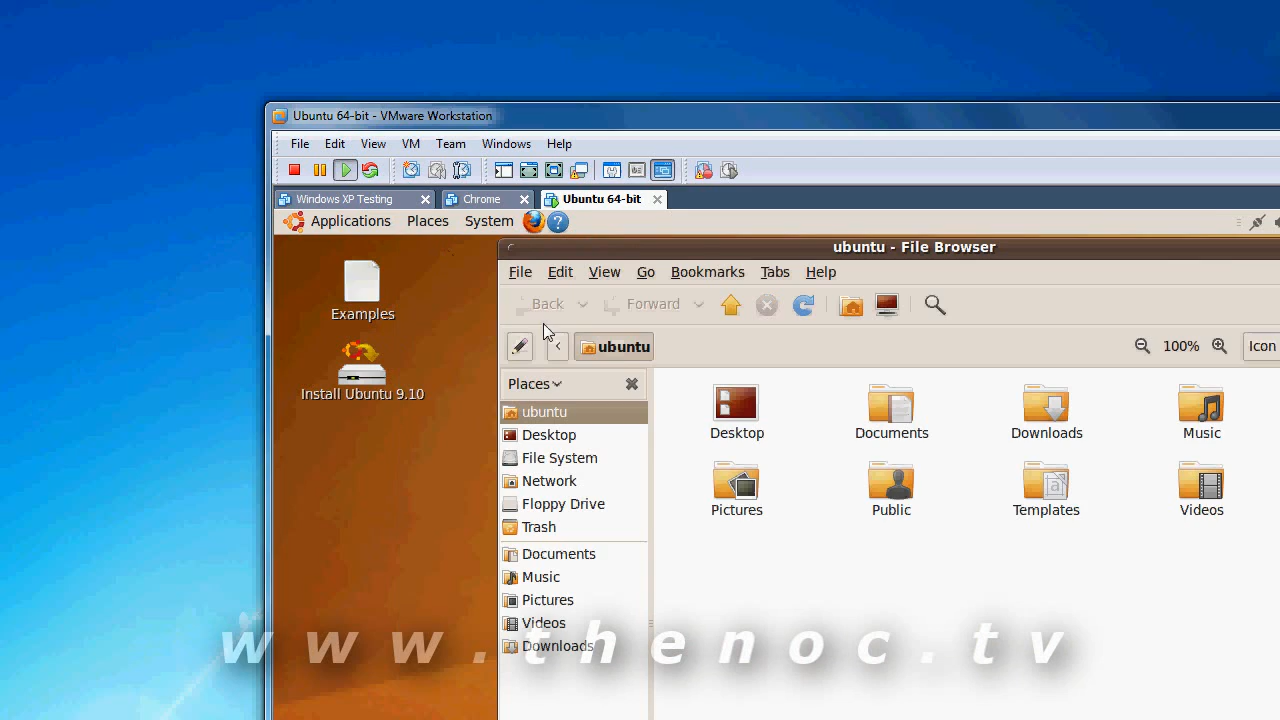 Ubuntu 64-bit - VMware Workstation
File Edit View VM Team Windows Help
Windows XP Testing Chrome Ubuntu 64-bit
Applications Places System
ubuntu - File Browser
File Edit View Go Bookmarks Tabs Help
Back Forward
ubuntu 100% Icon
Examples
Install Ubuntu 9.10
Places
ubuntu
Desktop
File System
Network
Floppy Drive
Trash
Documents
Music
Pictures
Videos
Downloads
Desktop Documents Downloads Music
Pictures Public Templates Videos
www.thenoc.tv